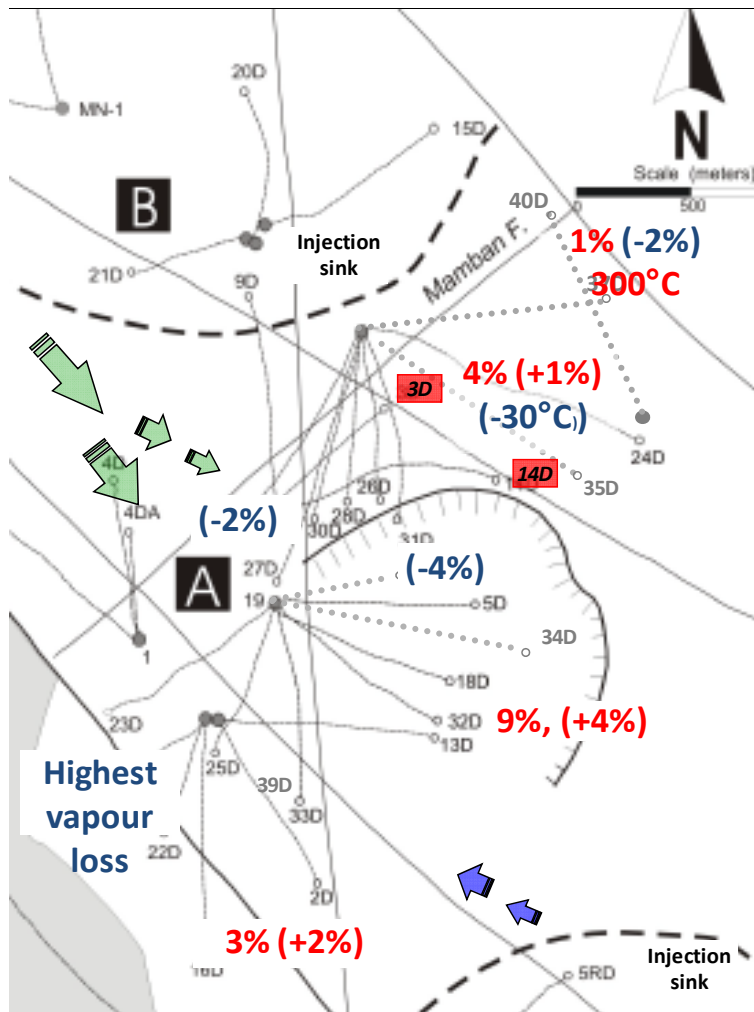 20D
MN-1
15D
N
Scale (meters)
0
500
40D
B
Injection
sink
1% (-2%)
21D
9D
Mamban F.
300°C
4% (+1%)
3D
(-30°C)
24D
4D
14D
35D
26D
4DA
(-2%)
28D
30D
31D
27D
(-4%)
A
19
5D
1
34D
18D
23D
32D
9%, (+4%)
13D
25D
Highest
vapour
loss
39D
33D
22D
2D
3% (+2%)
16D
Injection
sink
5RD